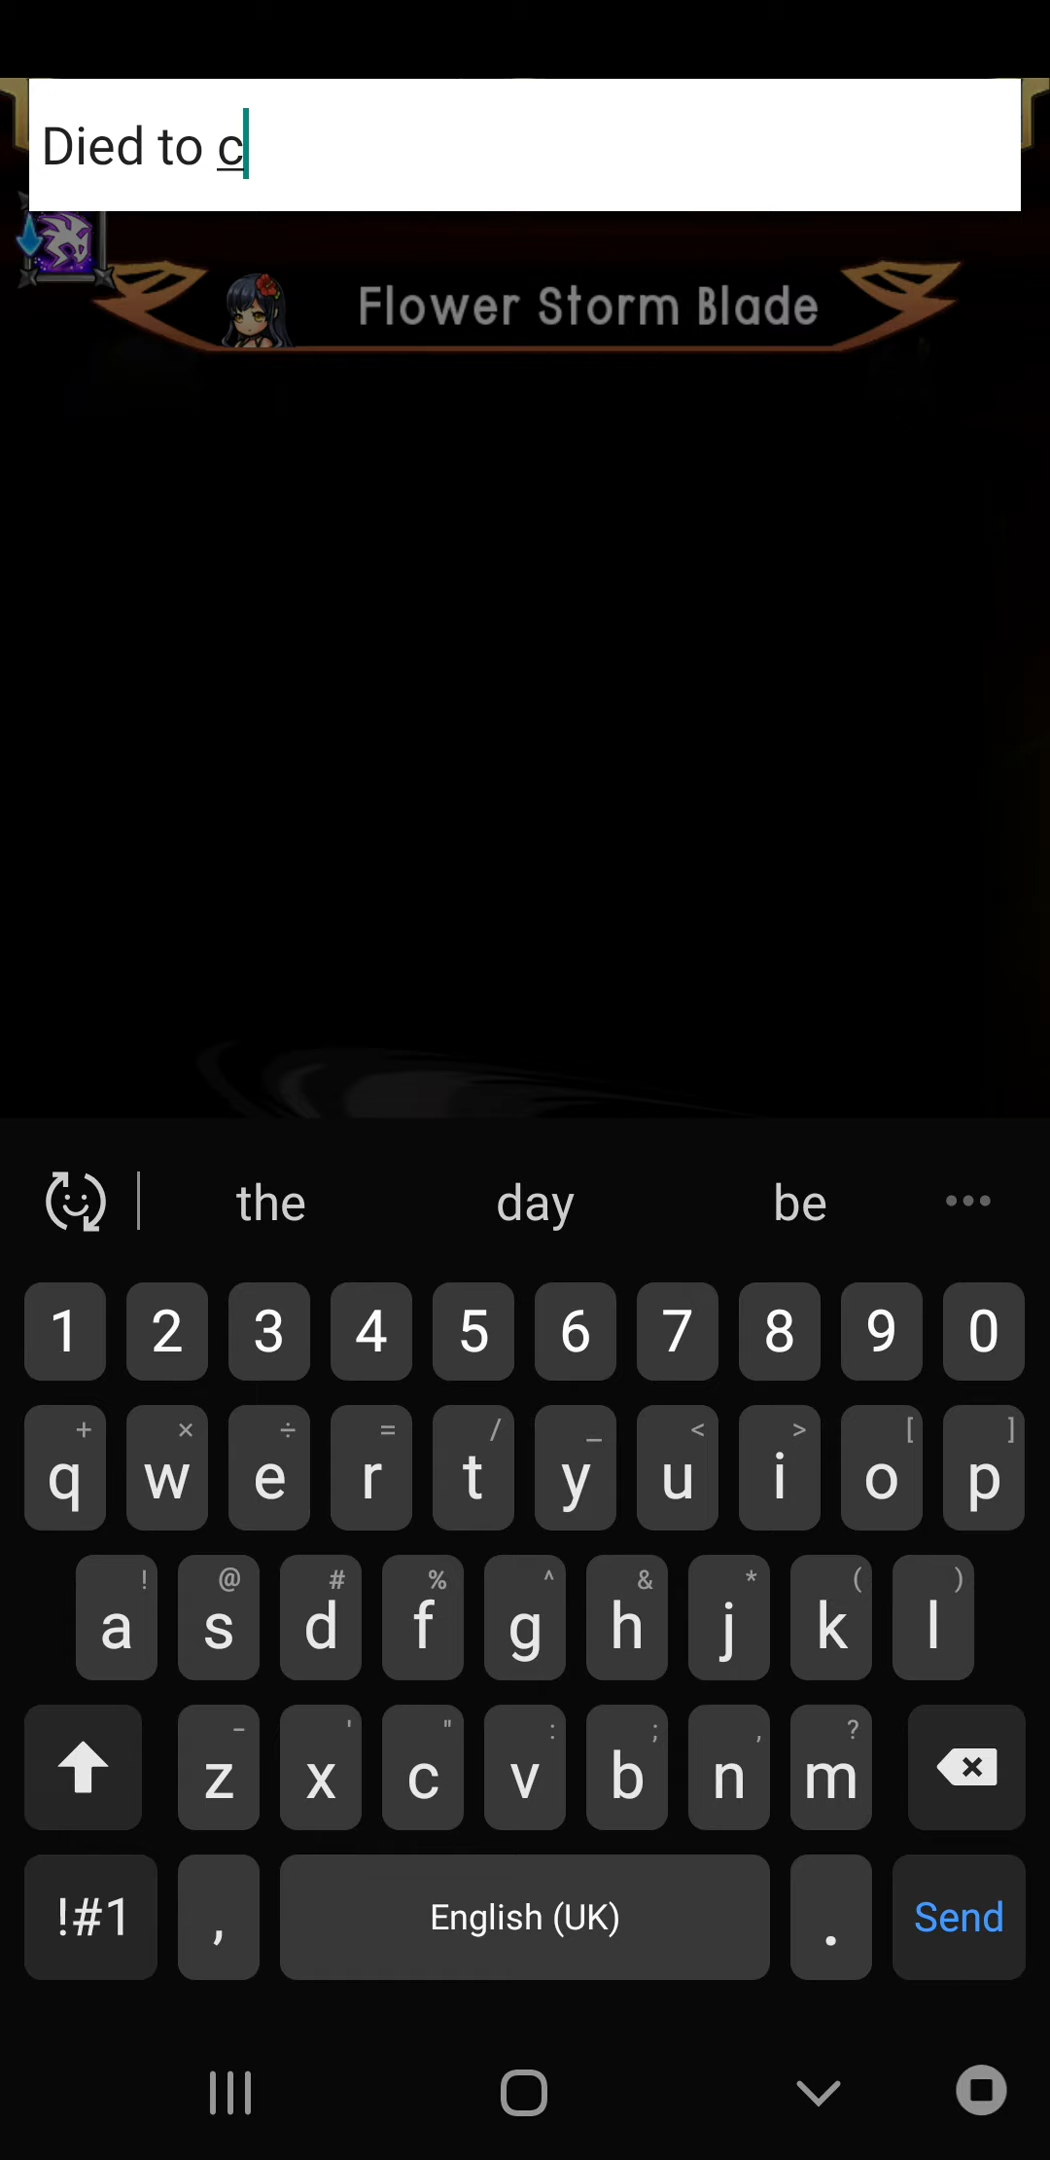 Died to c
Flower Storm Blade
the day be •••
1 2 3 4 5 6 7 8 9 0
+ × ÷ = / _ < > [ ]
q w e r t y u i o p
! @ # % ^ & * ( )
a s d f g h j k l
- ' " : ; , ?
z x c v b n m
!#1 , English (UK) . Send